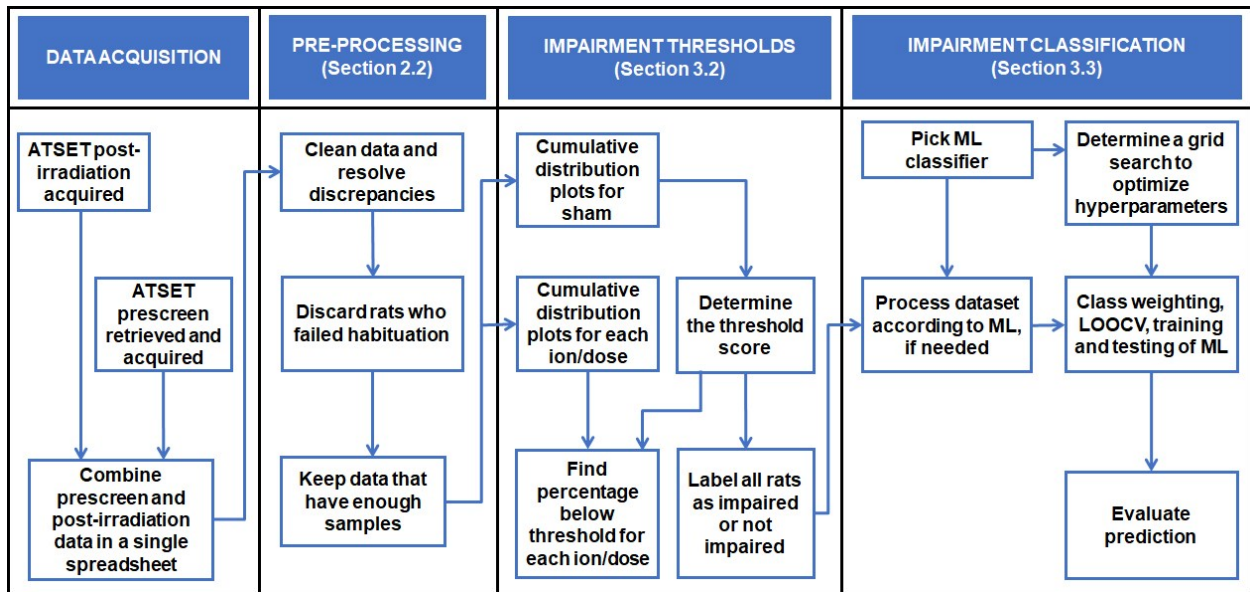 DATA ACQUISITION
PRE-PROCESSING
(Section 2.2)
IMPAIRMENT THRESHOLDS
(Section 3.2)
IMPAIRMENT CLASSIFICATION
(Section 3.3)
ATSET post-
irradiation
acquired
ATSET
prescreen
retrieved and
acquired
Combine
prescreen and
post-irradiation
data in a single
spreadsheet
Clean data and
resolve
discrepancies
Discard rats who
failed habituation
Keep data that
have enough
samples
Cumulative
distribution
plots for
sham
Cumulative
distribution
plots for each
ion/dose
Determine
the threshold
score
Find
percentage
below
threshold for
each ion/dose
Label all rats
as impaired
or not
impaired
Pick ML
classifier
Determine a grid
search to
optimize
hyperparameters
Process dataset
according to ML,
if needed
Class weighting,
LOOCV, training
and testing of ML
Evaluate
prediction